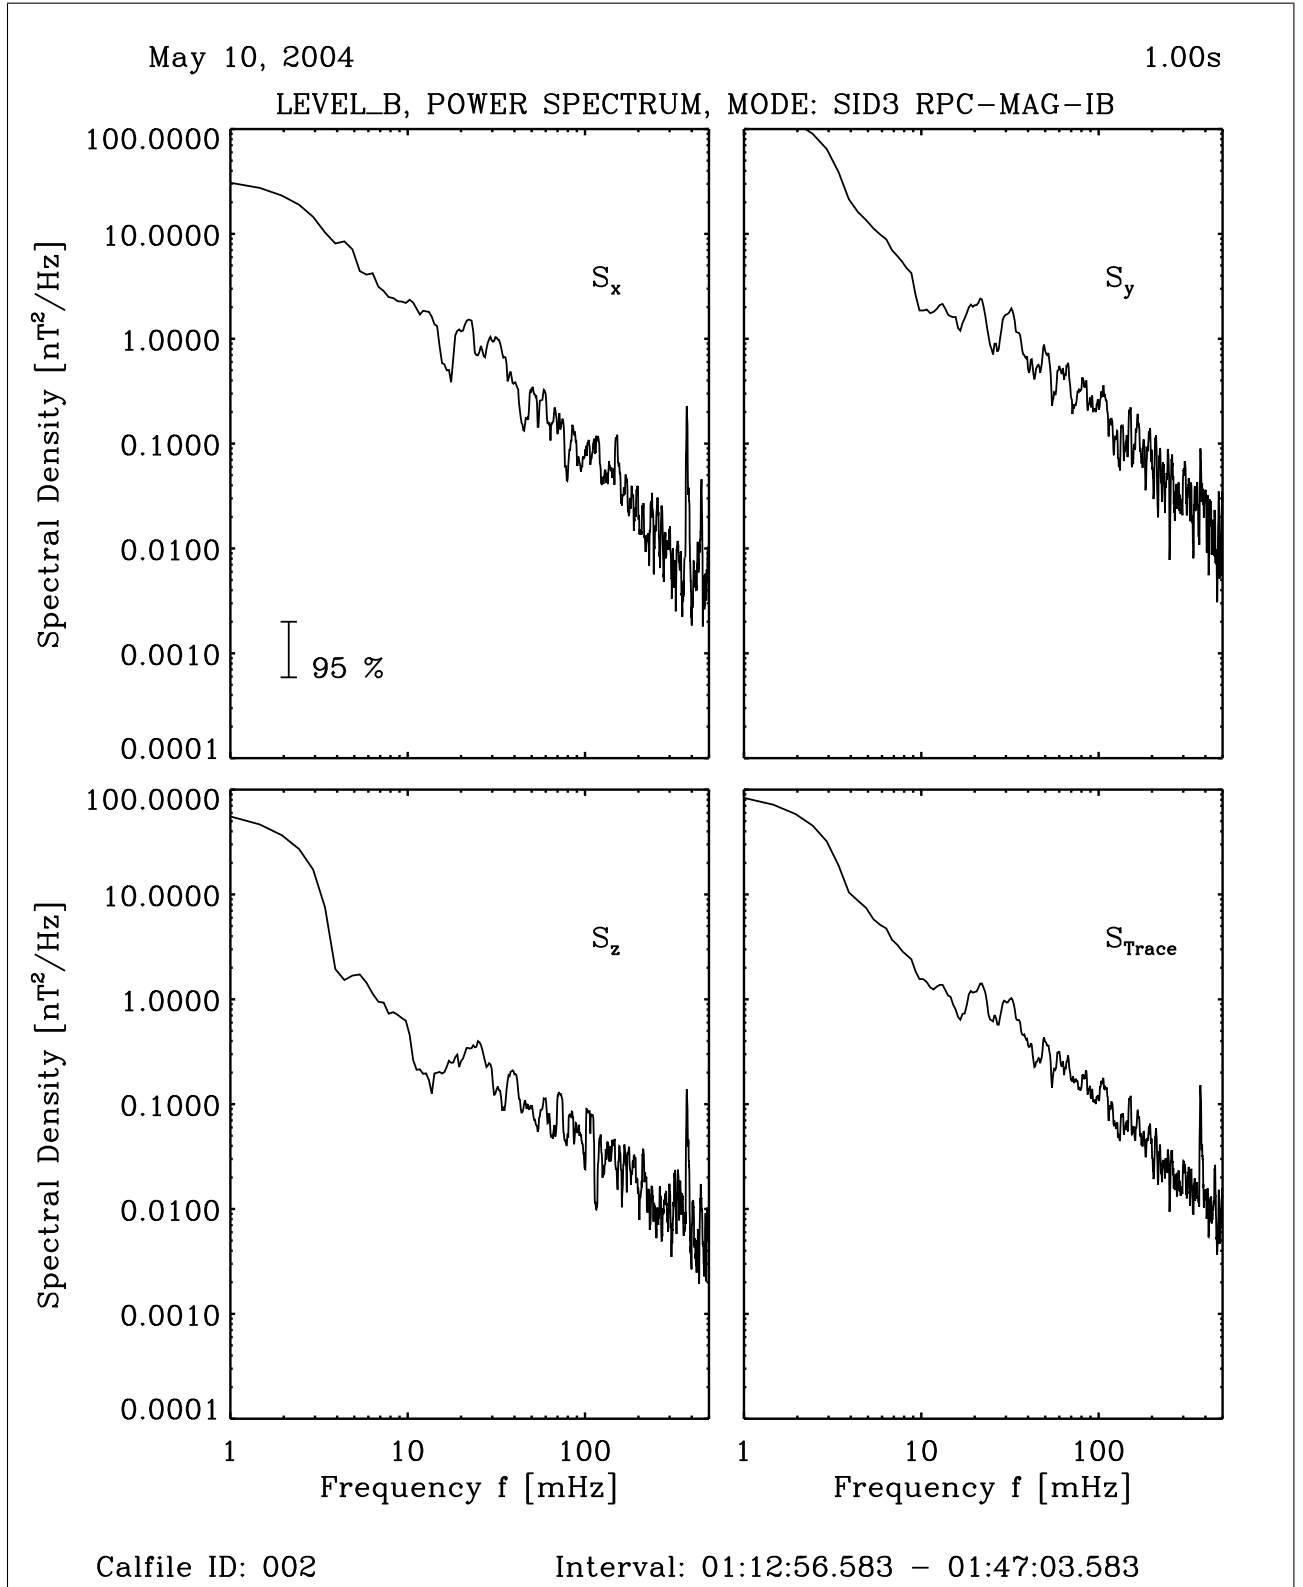 May 10, 2004 1.00s
LEVEL_B, POWER SPECTRUM, MODE: SID3 RPC-MAG-IB
100.0000
10.0000
1.0000
0.1000
0.0100
0.0010
0.0001
Spectral Density [nT²/Hz]
Sx
95 %
Sy
100.0000
10.0000
1.0000
0.1000
0.0100
0.0010
0.0001
Spectral Density [nT²/Hz]
Sz
STrace
1 10 100
Frequency f [mHz]
1 10 100
Frequency f [mHz]
Calfile ID: 002 Interval: 01:12:56.583 - 01:47:03.583